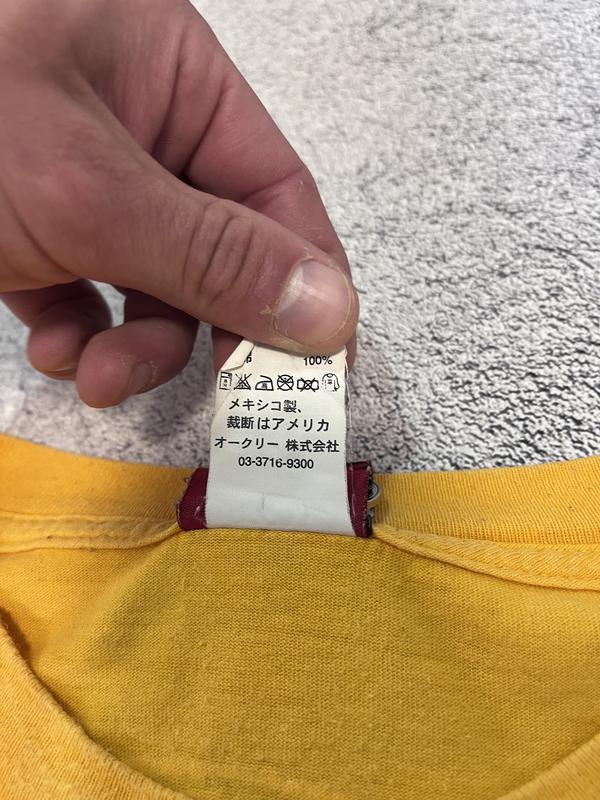 100%
メキシコ製、
裁断はアメリカ
オークリー 株式会社
03-3716-9300